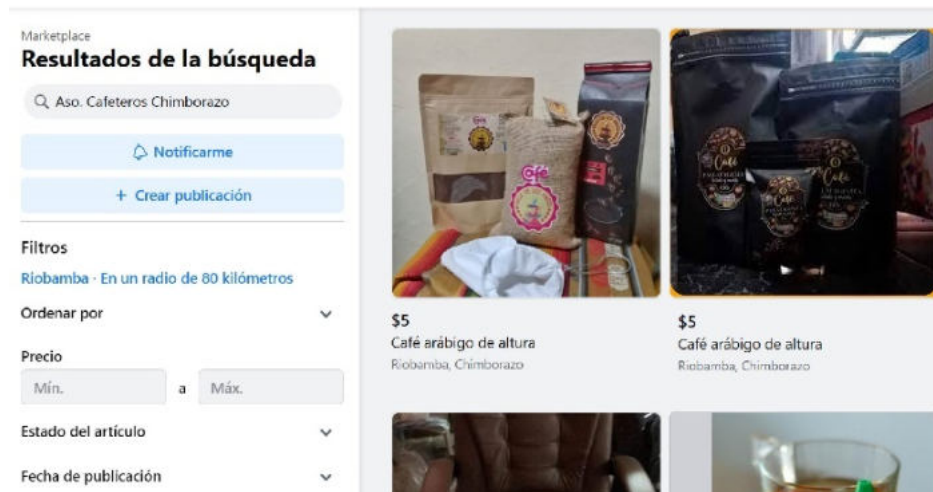 Marketplace
Resultados de la búsqueda
Aso. Cafeteros Chimborazo
Notificarme
+ Crear publicación
Filtros
Riobamba · En un radio de 80 kilómetros
Ordenar por
Precio
Mín. a Máx.
Estado del artículo
Fecha de publicación
Café
Café
Café
Café
$5
Café arábigo de altura
Riobamba, Chimborazo
$5
Café arábigo de altura
Riobamba, Chimborazo